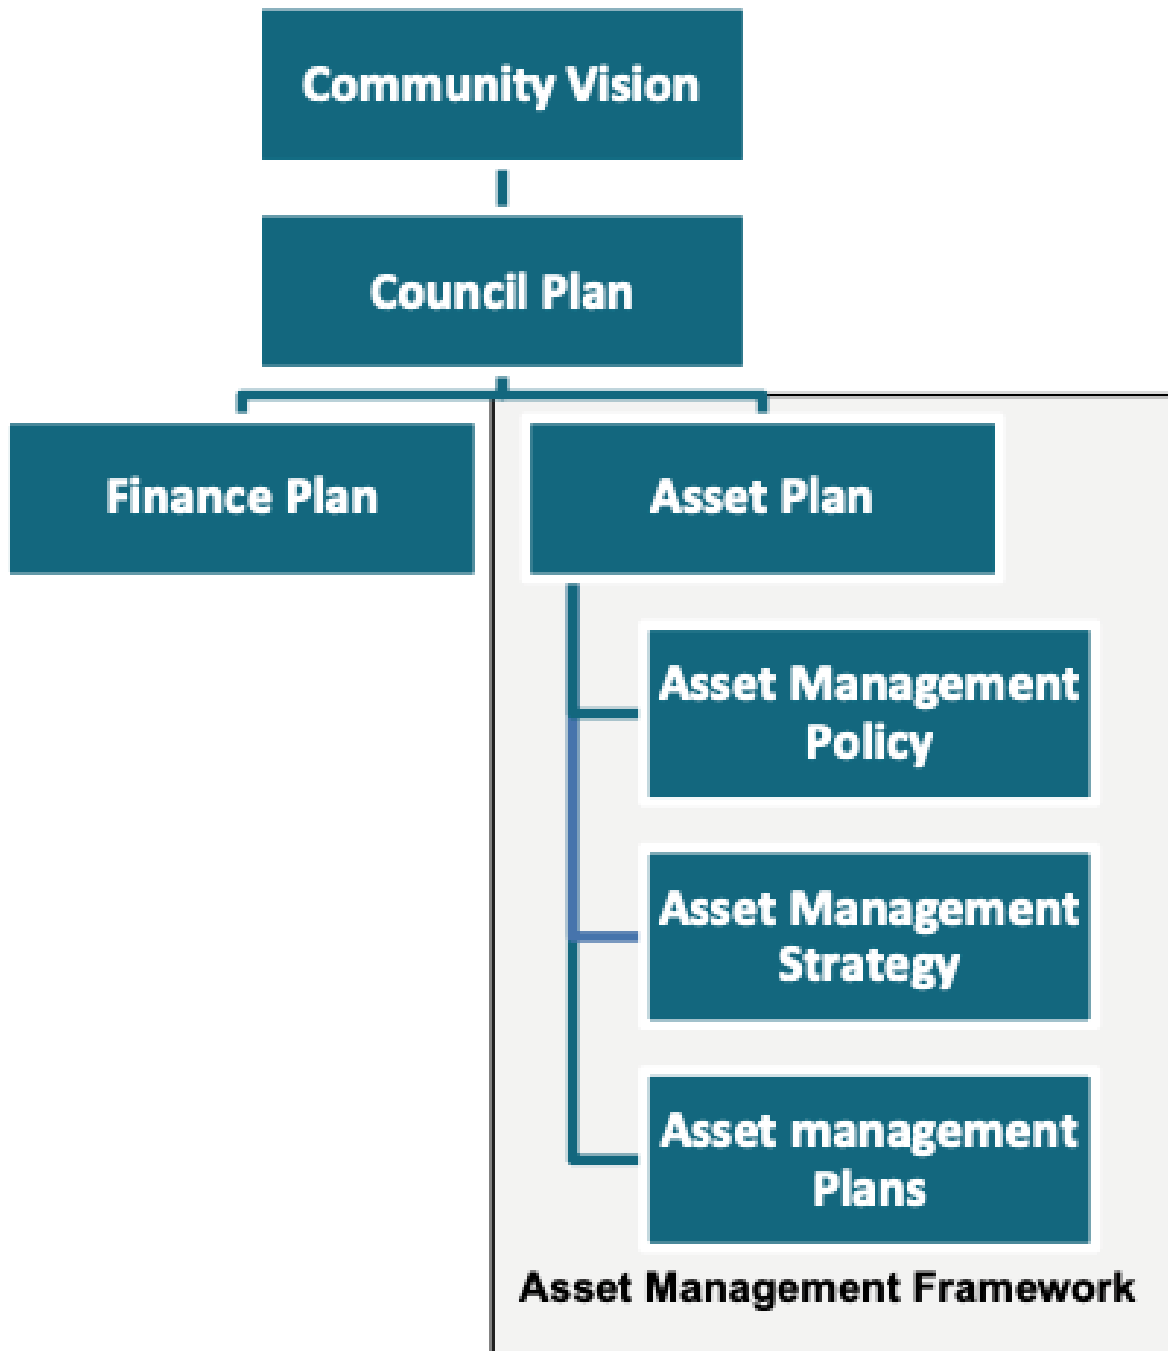 Community Vision
Council Plan
Finance Plan
Asset Plan
Asset Management
Policy
Asset Management
Strategy
Asset management
Plans
Asset Management Framework